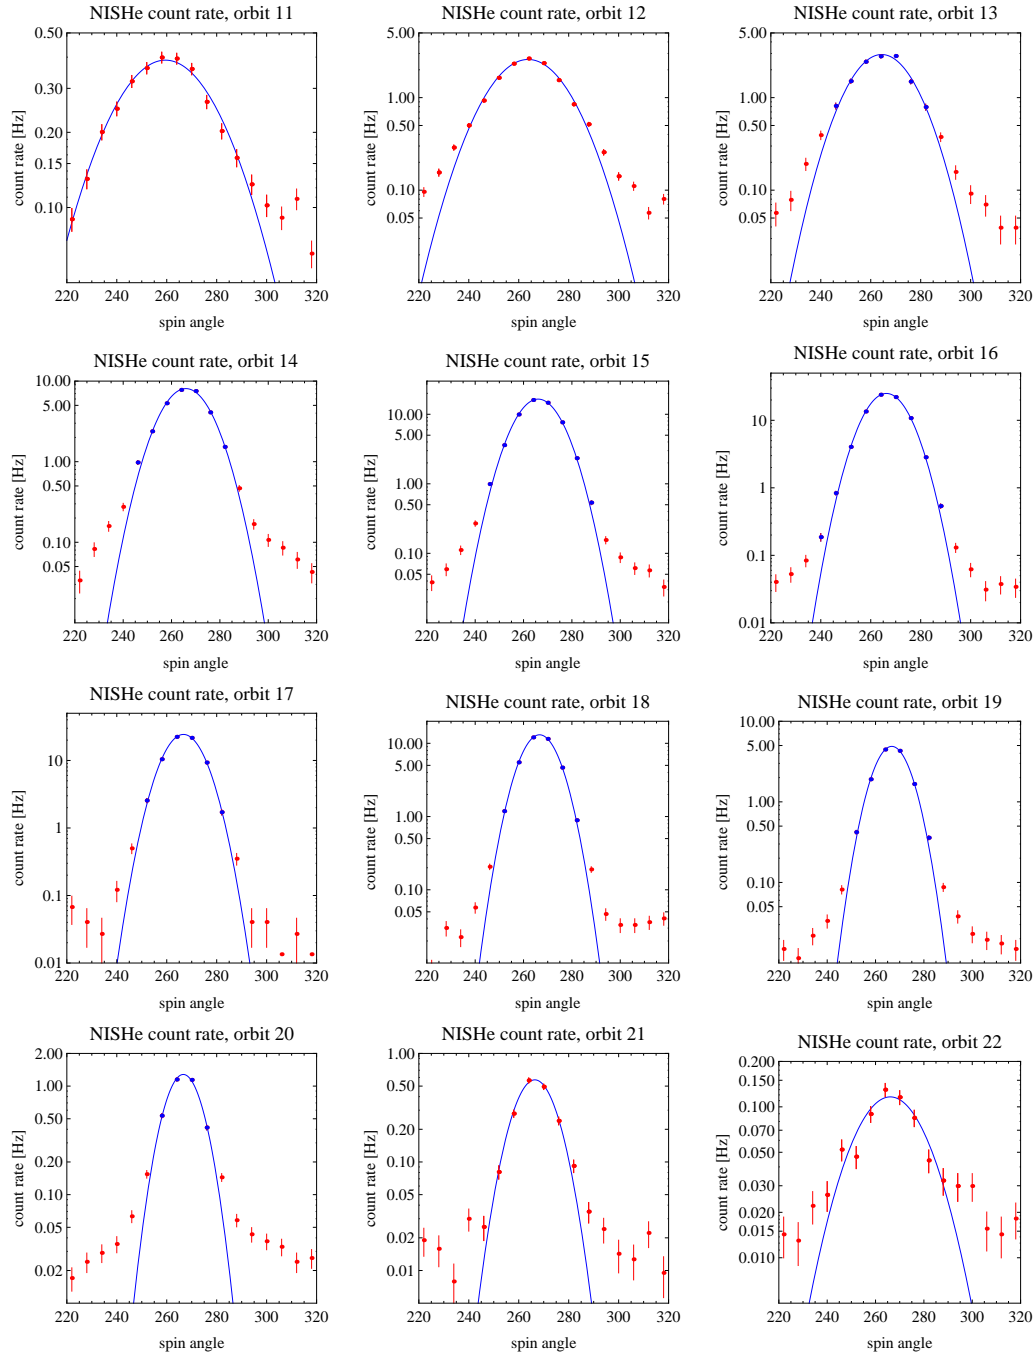 NISHe count rate, orbit 11
NISHe count rate, orbit 12
NISHe count rate, orbit 13
count rate [Hz]
0.50
0.30
0.20
0.15
0.10
220 240 260 280 300 320
spin angle
count rate [Hz]
5.00
1.00
0.50
0.10
0.05
220 240 260 280 300 320
spin angle
count rate [Hz]
5.00
1.00
0.50
0.10
0.05
220 240 260 280 300 320
spin angle
NISHe count rate, orbit 14
NISHe count rate, orbit 15
NISHe count rate, orbit 16
count rate [Hz]
10.00
5.00
1.00
0.50
0.10
0.05
220 240 260 280 300 320
spin angle
count rate [Hz]
10.00
5.00
1.00
0.50
0.10
0.05
220 240 260 280 300 320
spin angle
count rate [Hz]
10
1
0.1
0.01
220 240 260 280 300 320
spin angle
NISHe count rate, orbit 17
NISHe count rate, orbit 18
NISHe count rate, orbit 19
count rate [Hz]
10
1
0.1
0.01
220 240 260 280 300 320
spin angle
count rate [Hz]
10.00
5.00
1.00
0.50
0.10
0.05
220 240 260 280 300 320
spin angle
count rate [Hz]
5.00
1.00
0.50
0.10
0.05
220 240 260 280 300 320
spin angle
NISHe count rate, orbit 20
NISHe count rate, orbit 21
NISHe count rate, orbit 22
count rate [Hz]
2.00
1.00
0.50
0.20
0.10
0.05
0.02
220 240 260 280 300 320
spin angle
count rate [Hz]
1.00
0.50
0.10
0.05
0.01
220 240 260 280 300 320
spin angle
count rate [Hz]
0.200
0.150
0.100
0.070
0.050
0.030
0.020
0.015
0.010
220 240 260 280 300 320
spin angle